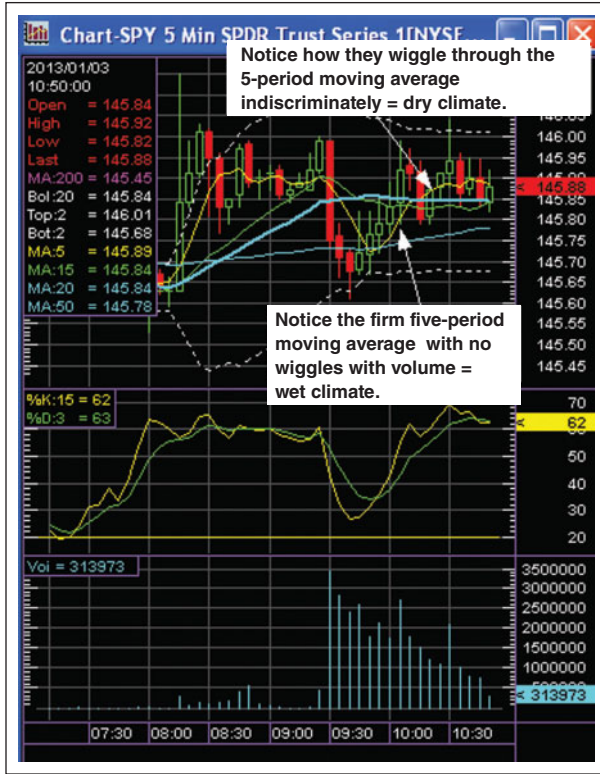 Chart-SPY 5 Min SPDR Trust Series 1[NYSE...
Notice how they wiggle through the
5-period moving average
indiscriminately = dry climate.
2013/01/03
10:50:00
Open = 145.84
High = 145.92
Low = 145.82
Last = 145.88
MA:200 = 145.45
Bol:20 = 145.84
Top:2 = 146.01
Bot:2 = 145.68
MA:5 = 145.89
MA:15 = 145.84
MA:20 = 145.84
MA:50 = 145.78
146.00
145.95
< 145.88
145.85
145.80
145.75
145.70
145.65
145.60
145.55
145.50
145.45
Notice the firm five-period
moving average with no
wiggles with volume =
wet climate.
%K:15 = 62
%D:3 = 63
70
< 62
50
40
30
20
Vol = 313973
3500000
3000000
2500000
2000000
1500000
1000000
< 313973
07:30 08:00 08:30 09:00 09:30 10:00 10:30